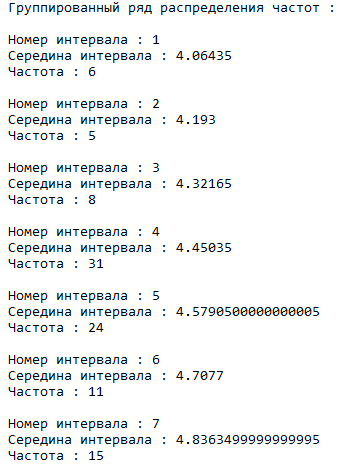 Группированный ряд распределения частот :
Номер интервала : 1
Середина интервала : 4.06435
Частота : 6
Номер интервала : 2
Середина интервала : 4.193
Частота : 5
Номер интервала : 3
Середина интервала : 4.32165
Частота : 8
Номер интервала : 4
Середина интервала : 4.45035
Частота : 31
Номер интервала : 5
Середина интервала : 4.5790500000000005
Частота : 24
Номер интервала : 6
Середина интервала : 4.7077
Частота : 11
Номер интервала : 7
Середина интервала : 4.8363499999999995
Частота : 15